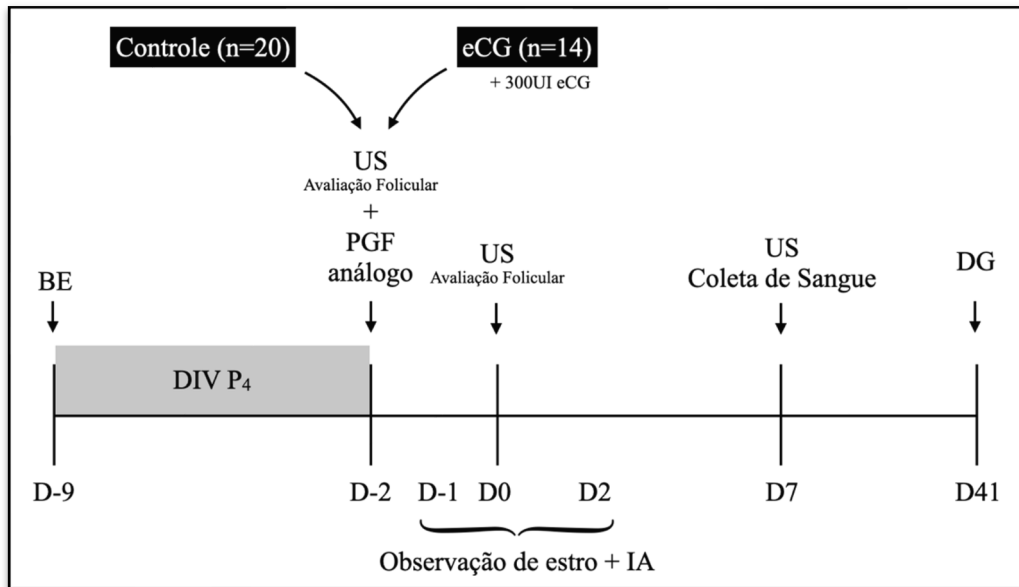 Controle (n=20)
eCG (n=14)
+ 300UI eCG
US
Avaliação Folicular
+
PGF
análogo
US
Avaliação Folicular
US
Coleta de Sangue
DG
BE
DIV P₄
D-9
D-2
D-1
D0
D2
D7
D41
Observação de estro + IA